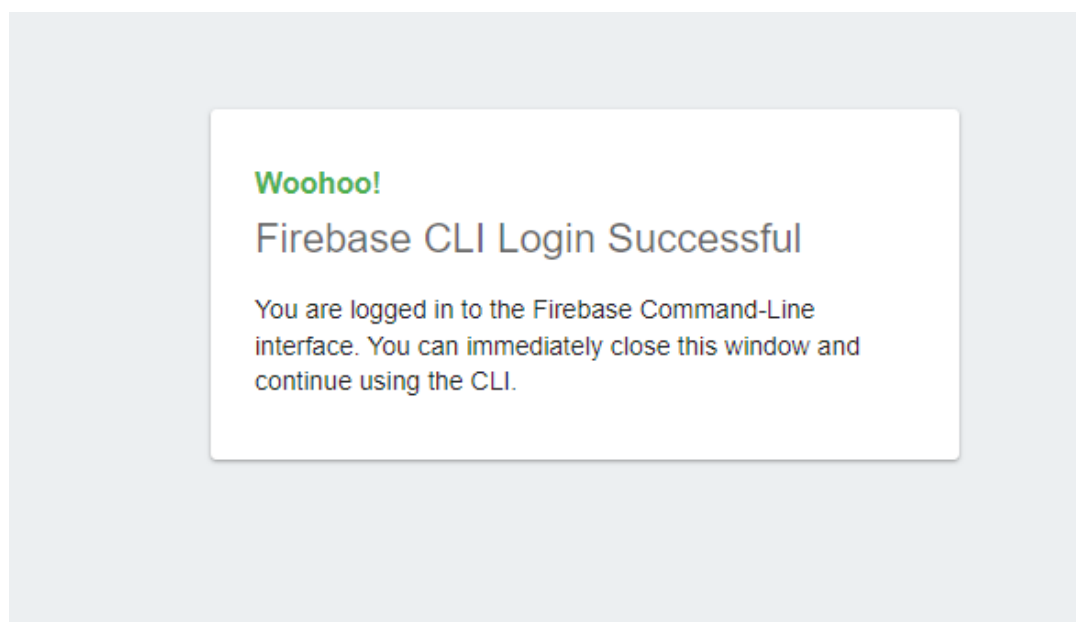 Woohoo!
Firebase CLI Login Successful
You are logged in to the Firebase Command-Line
interface. You can immediately close this window and
continue using the CLI.